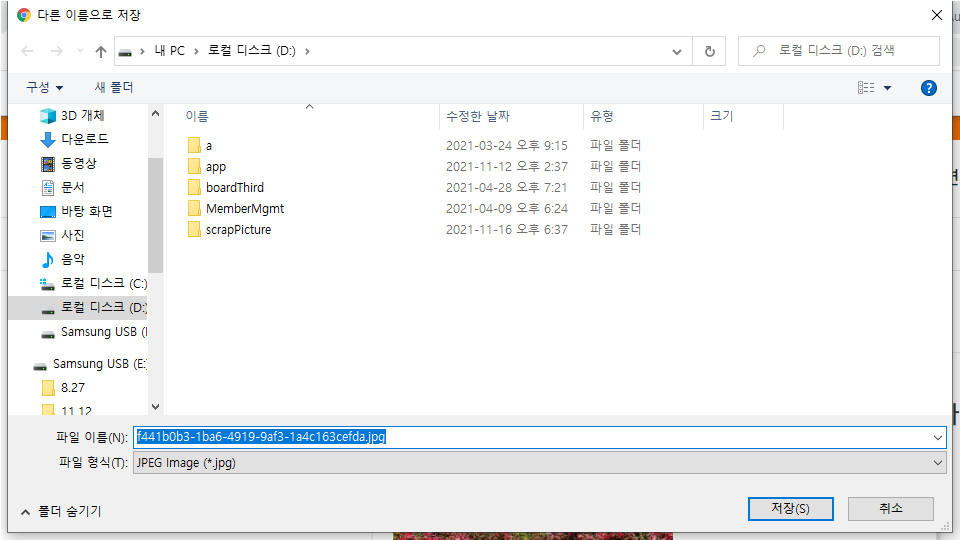 다른 이름으로 저장
내 PC
로컬 디스크 (D:)
로컬 디스크 (D:) 검색
구성
새 폴더
3D 개체
다운로드
동영상
문서
바탕 화면
사진
음악
로컬 디스크 (C:)
로컬 디스크 (D:)
Samsung USB (
Samsung USB (E:
8.27
11.12
이름 수정한 날짜 유형 크기
a 2021-03-24 오후 9:15 파일 폴더
app 2021-11-12 오후 2:37 파일 폴더
boardThird 2021-04-28 오후 7:21 파일 폴더
MemberMgmt 2021-04-09 오후 6:24 파일 폴더
scrapPicture 2021-11-16 오후 6:37 파일 폴더
파일 이름(N): f441b0b3-1ba6-4919-9af3-1a4c163cefda.jpg
파일 형식(T): JPEG Image (*.jpg)
폴더 숨기기
저장(S)
취소